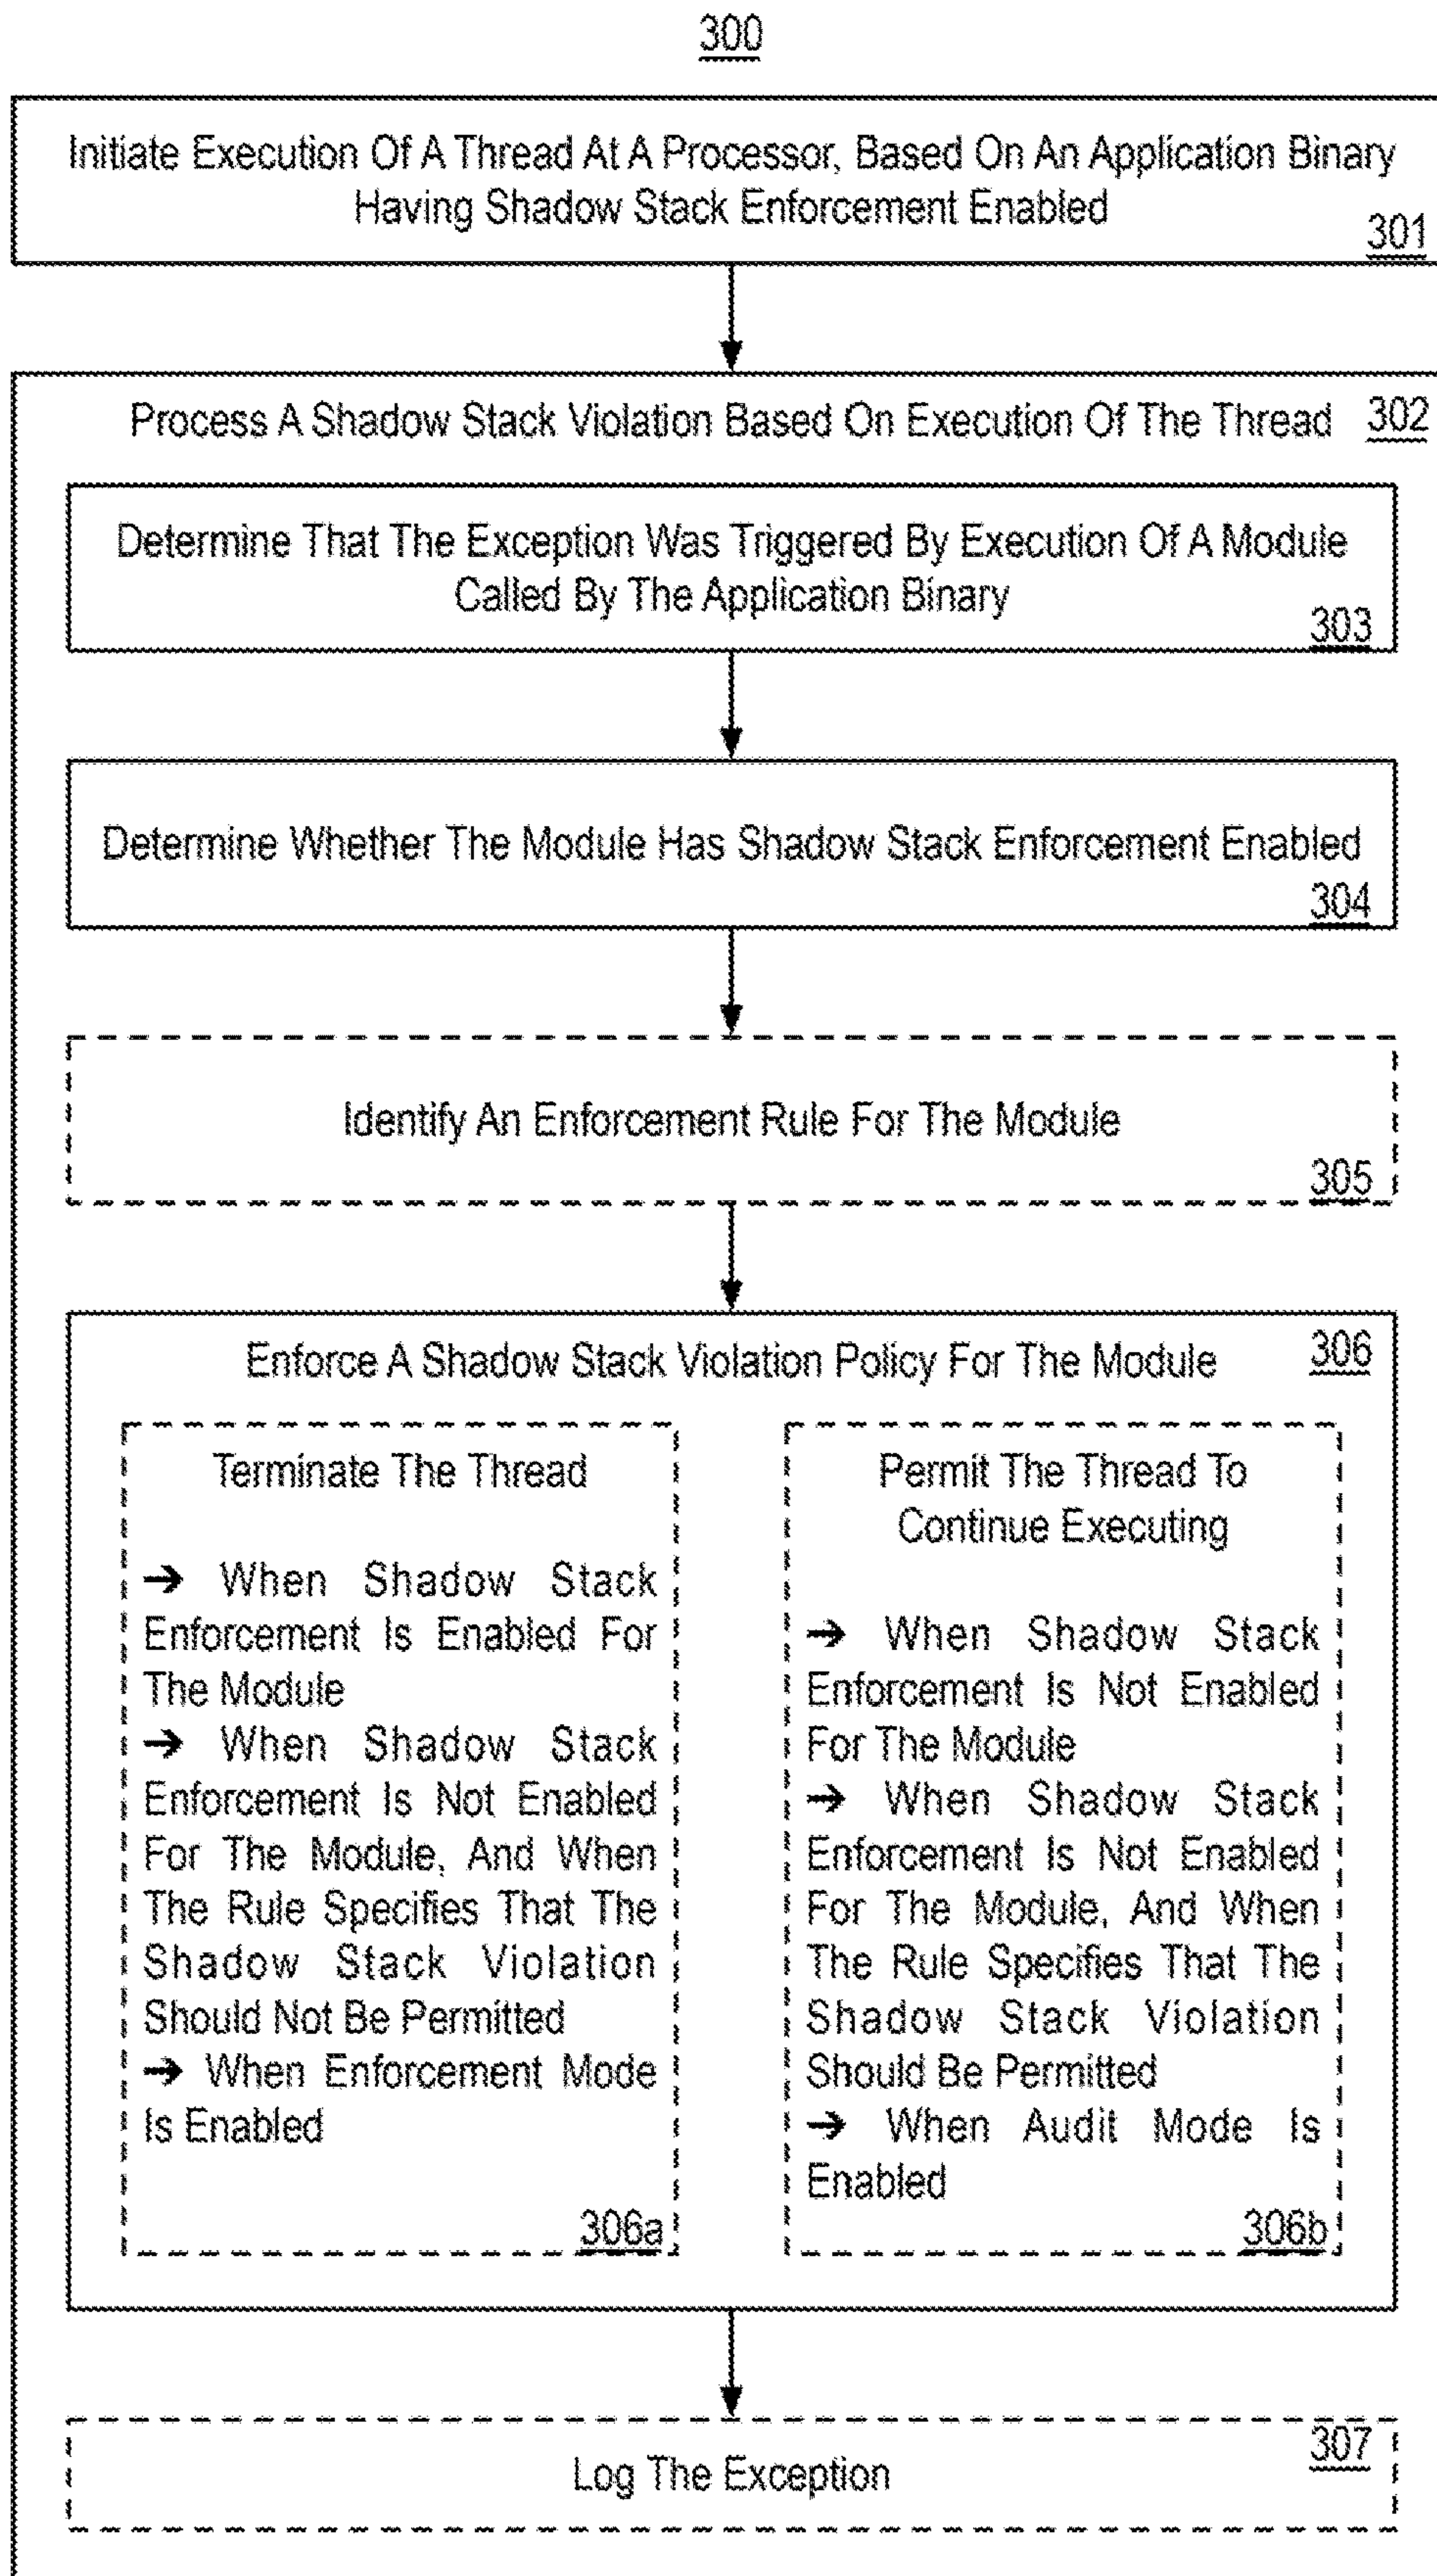 300
Initiate Execution Of A Thread At A Processor, Based On An Application Binary
Having Shadow Stack Enforcement Enabled
301
Process A Shadow Stack Violation Based On Execution Of The Thread 302
Determine That The Exception Was Triggered By Execution Of A Module
Called By The Application Binary
303
Determine Whether The Module Has Shadow Stack Enforcement Enabled
304
Identify An Enforcement Rule For The Module
305
Enforce A Shadow Stack Violation Policy For The Module 306
Terminate The Thread
➔ When Shadow Stack
Enforcement Is Enabled For
The Module
➔ When Shadow Stack
Enforcement Is Not Enabled
For The Module, And When
The Rule Specifies That The
Shadow Stack Violation
Should Not Be Permitted
➔ When Enforcement Mode
Is Enabled
306a
Permit The Thread To
Continue Executing
➔ When Shadow Stack
Enforcement Is Not Enabled
For The Module
➔ When Shadow Stack
Enforcement Is Not Enabled
For The Module, And When
The Rule Specifies That The
Shadow Stack Violation
Should Be Permitted
➔ When Audit Mode Is
Enabled
306b
307
Log The Exception